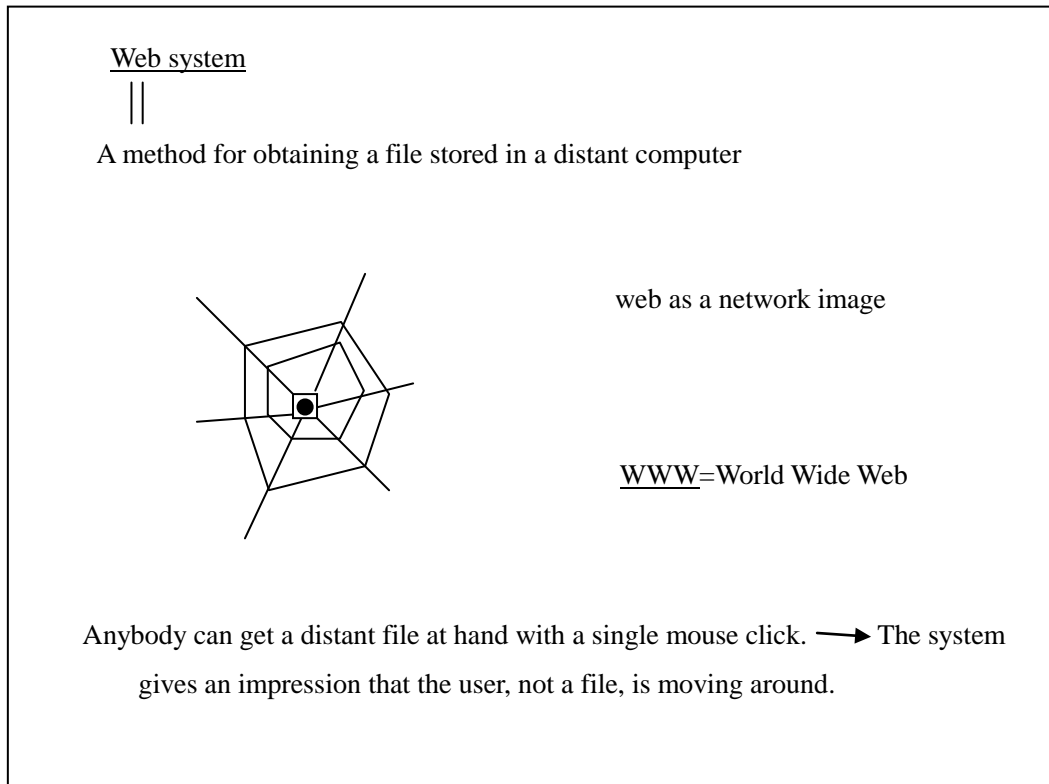 Web system
A method for obtaining a file stored in a distant computer
web as a network image
WWW=World Wide Web
Anybody can get a distant file at hand with a single mouse click. → The system
gives an impression that the user, not a file, is moving around.